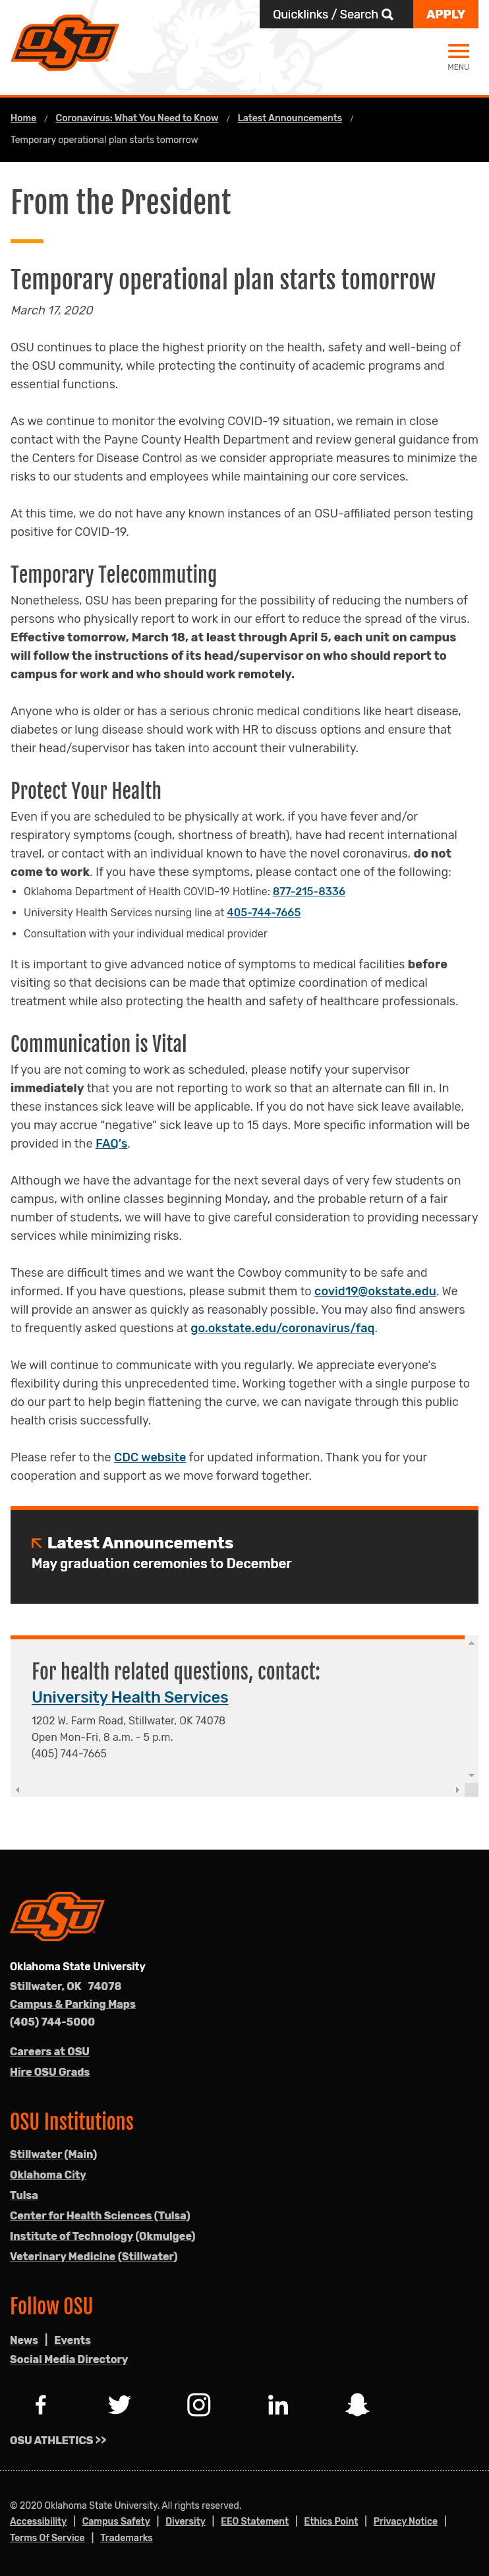 OSU
Quicklinks / Search
APPLY
MENU
Home / Coronavirus: What You Need to Know / Latest Announcements /
Temporary operational plan starts tomorrow
From the President
Temporary operational plan starts tomorrow
March 17, 2020
OSU continues to place the highest priority on the health, safety and well-being of
the OSU community, while protecting the continuity of academic programs and
essential functions.
As we continue to monitor the evolving COVID-19 situation, we remain in close
contact with the Payne County Health Department and review general guidance from
the Centers for Disease Control as we consider appropriate measures to minimize the
risks to our students and employees while maintaining our core services.
At this time, we do not have any known instances of an OSU-affiliated person testing
positive for COVID-19.
Temporary Telecommuting
Nonetheless, OSU has been preparing for the possibility of reducing the numbers of
persons who physically report to work in our effort to reduce the spread of the virus.
Effective tomorrow, March 18, at least through April 5, each unit on campus
will follow the instructions of its head/supervisor on who should report to
campus for work and who should work remotely.
Anyone who is older or has a serious chronic medical conditions like heart disease,
diabetes or lung disease should work with HR to discuss options and ensure that
their head/supervisor has taken into account their vulnerability.
Protect Your Health
Even if you are scheduled to be physically at work, if you have fever and/or
respiratory symptoms (cough, shortness of breath), have had recent international
travel, or contact with an individual known to have the novel coronavirus, do not
come to work. If you have these symptoms, please contact one of the following:
• Oklahoma Department of Health COVID-19 Hotline: 877-215-8336
• University Health Services nursing line at 405-744-7665
• Consultation with your individual medical provider
It is important to give advanced notice of symptoms to medical facilities before
visiting so that decisions can be made that optimize coordination of medical
treatment while also protecting the health and safety of healthcare professionals.
Communication is Vital
If you are not coming to work as scheduled, please notify your supervisor
immediately that you are not reporting to work so that an alternate can fill in. In
these instances sick leave will be applicable. If you do not have sick leave available,
you may accrue “negative” sick leave up to 15 days. More specific information will be
provided in the FAQ’s.
Although we have the advantage for the next several days of very few students on
campus, with online classes beginning Monday, and the probable return of a fair
number of students, we will have to give careful consideration to providing necessary
services while minimizing risks.
These are difficult times and we want the Cowboy community to be safe and
informed. If you have questions, please submit them to covid19@okstate.edu. We
will provide an answer as quickly as reasonably possible. You may also find answers
to frequently asked questions at go.okstate.edu/coronavirus/faq.
We will continue to communicate with you regularly. We appreciate everyone’s
flexibility during this unprecedented time. Working together with a single purpose to
do our part to help begin flattening the curve, we can navigate through this public
health crisis successfully.
Please refer to the CDC website for updated information. Thank you for your
cooperation and support as we move forward together.
Latest Announcements
May graduation ceremonies to December
For health related questions, contact:
University Health Services
1202 W. Farm Road, Stillwater, OK 74078
Open Mon-Fri, 8 a.m. - 5 p.m.
(405) 744-7665
OSU
Oklahoma State University
Stillwater, OK 74078
Campus & Parking Maps
(405) 744-5000
Careers at OSU
Hire OSU Grads
OSU Institutions
Stillwater (Main)
Oklahoma City
Tulsa
Center for Health Sciences (Tulsa)
Institute of Technology (Okmulgee)
Veterinary Medicine (Stillwater)
Follow OSU
News | Events
Social Media Directory
OSU ATHLETICS >>
© 2020 Oklahoma State University. All rights reserved.
Accessibility | Campus Safety | Diversity | EEO Statement | Ethics Point | Privacy Notice |
Terms Of Service | Trademarks